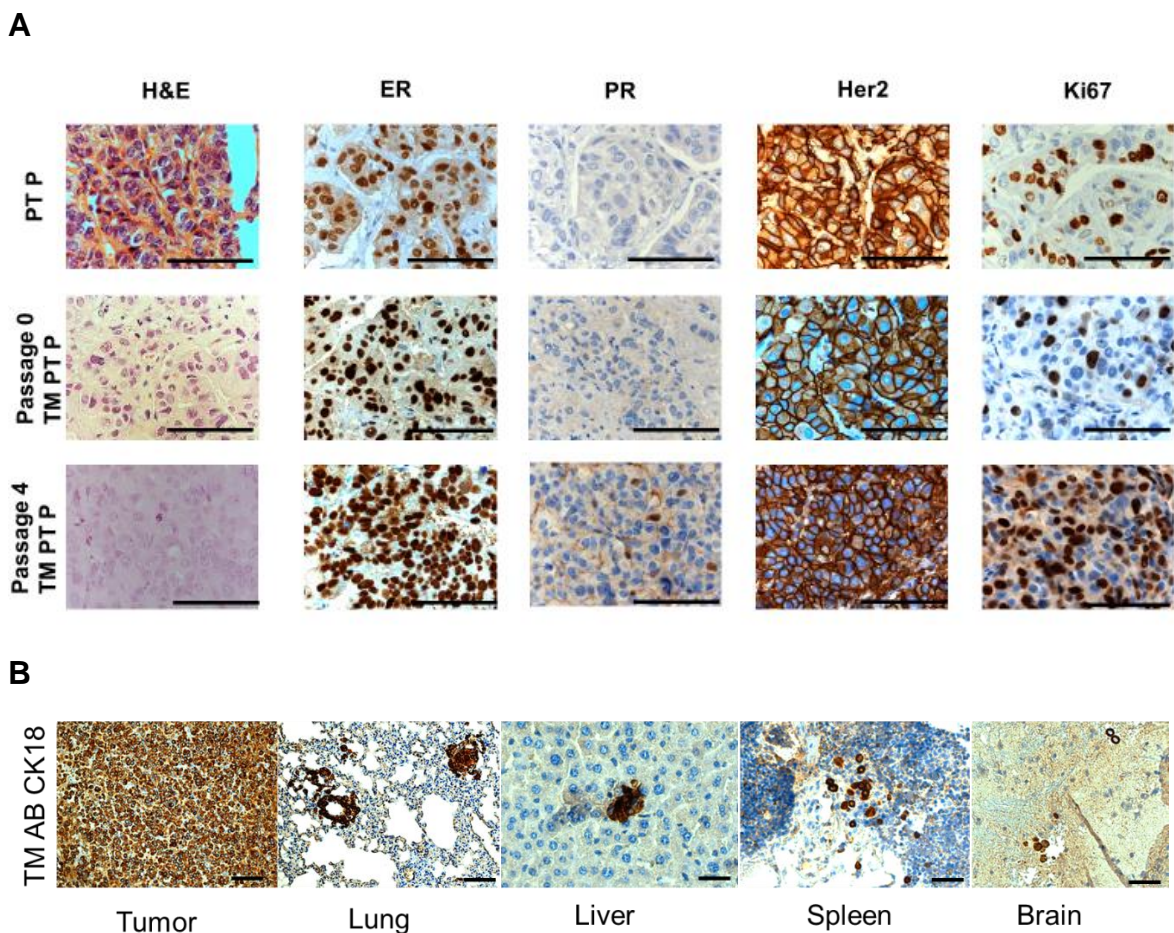 A
H&E ER PR Her2 Ki67
PT P
Passage 0
TM PT P
Passage 4
TM PT P
B
TM AB CK18
Tumor Lung Liver Spleen Brain